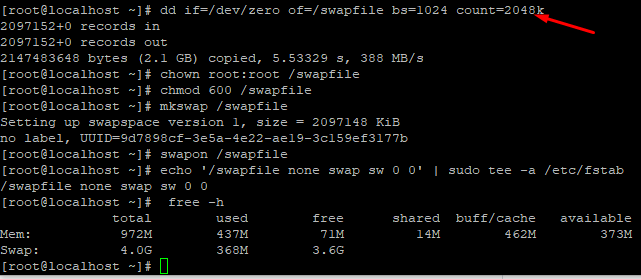 [root@localhost ~]# dd if=/dev/zero of=/swapfile bs=1024 count=2048k
2097152+0 records in
2097152+0 records out
2147483648 bytes (2.1 GB) copied, 5.53329 s, 388 MB/s
[root@localhost ~]# chown root:root /swapfile
[root@localhost ~]# chmod 600 /swapfile
[root@localhost ~]# mkswap /swapfile
Setting up swapspace version 1, size = 2097148 KiB
no label, UUID=9d7898cf-3e5a-4e22-ae19-3c159ef3177b
[root@localhost ~]# swapon /swapfile
[root@localhost ~]# echo '/swapfile none swap sw 0 0' | sudo tee -a /etc/fstab
/swapfile none swap sw 0 0
[root@localhost ~]#  free -h
total used free shared buff/cache available
Mem: 972M 437M 71M 14M 462M 373M
Swap: 4.0G 368M 3.6G
[root@localhost ~]#